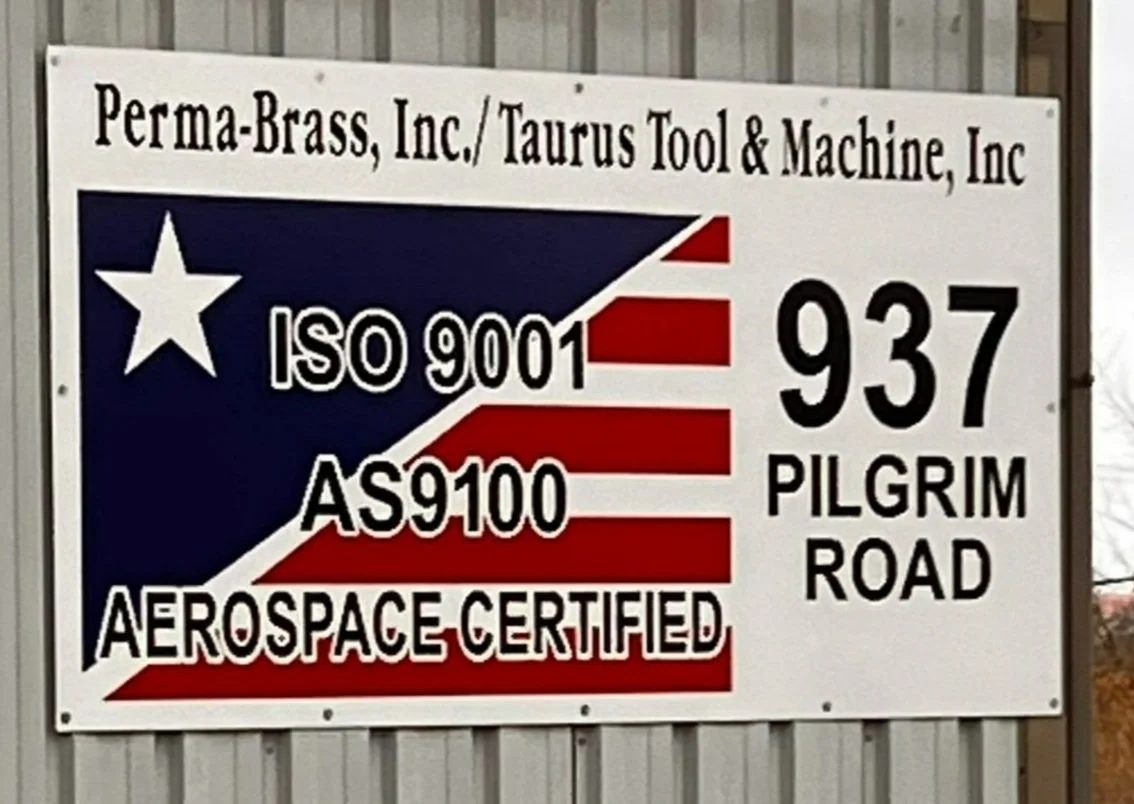 Perma-Brass, Inc./ Taurus Tool & Machine, Inc
ISO 9001
AS9100
AEROSPACE CERTIFIED
937
PILGRIM
ROAD